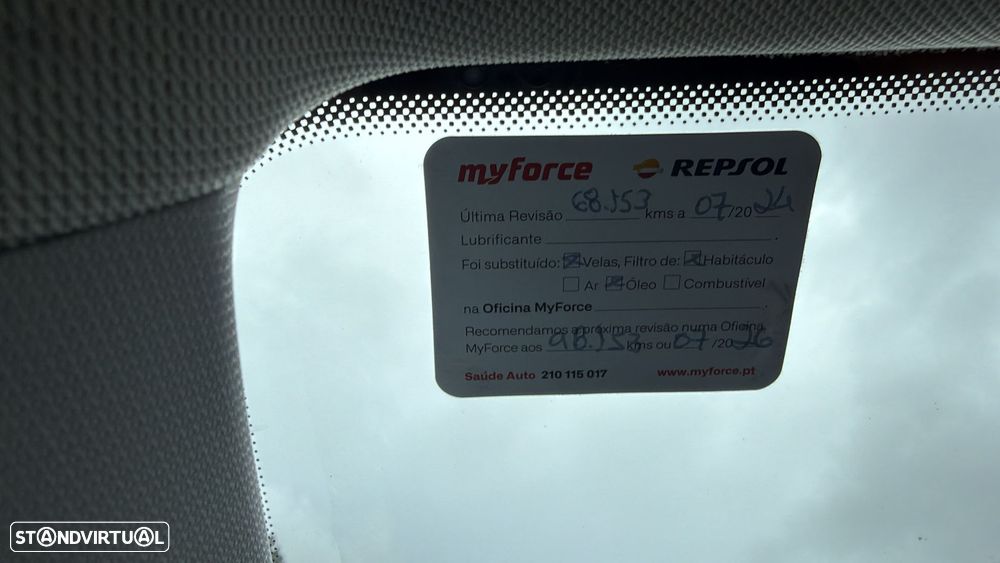 myforce REPSOL
Última Revisão 68.153 kms a 07/2024
Lubrificante
Foi substituído: Velas, Filtro de: Habitáculo
Ar Óleo Combustível
na Oficina MyForce
Recomendamos a próxima revisão numa Oficina
MyForce aos 98.153 kms ou 07/2026
Saúde Auto 210 115 017 www.myforce.pt
STANDVIRTUAL